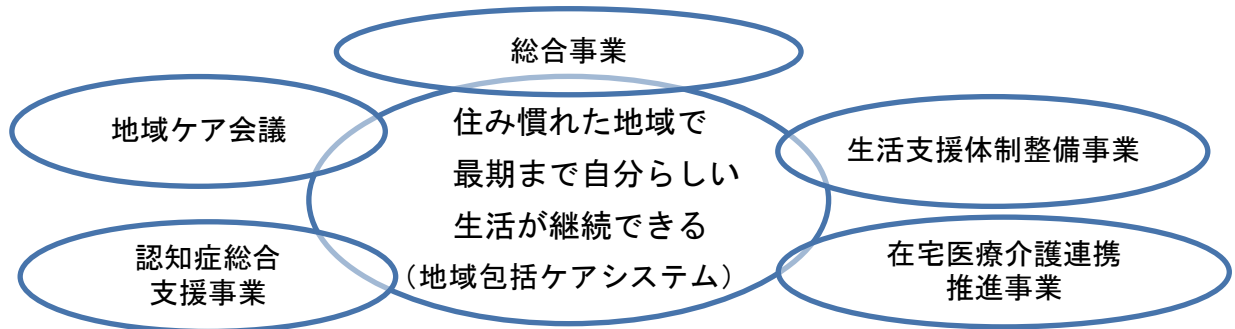 総合事業
地域ケア会議
住み慣れた地域で
最期まで自分らしい
生活が継続できる
（地域包括ケアシステム）
生活支援体制整備事業
認知症総合
支援事業
在宅医療介護連携
推進事業